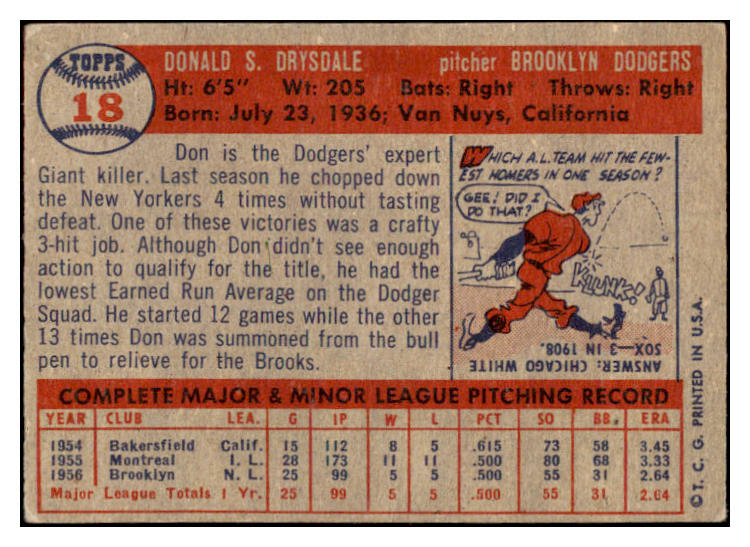 TOPPS
18
DONALD S. DRYSDALE pitcher BROOKLYN DODGERS
Ht: 6'5" Wt: 205 Bats: Right Throws: Right
Born: July 23, 1936; Van Nuys, California
Don is the Dodgers' expert
Giant killer. Last season he chopped down
the New Yorkers 4 times without tasting
defeat. One of these victories was a crafty
3-hit job. Although Don didn't see enough
action to qualify for the title, he had the
lowest Earned Run Average on the Dodger
Squad. He started 12 games while the other
13 times Don was summoned from the bull
pen to relieve for the Brooks.
WHICH A.L. TEAM HIT THE FEW-
EST HOMERS IN ONE SEASON?
GEE! DID I
DO THAT?
KLUNK!
ANSWER: CHICAGO WHITE
SOX—3 IN 1908.
COMPLETE MAJOR & MINOR LEAGUE PITCHING RECORD
YEAR CLUB LEA. G IP W L PCT SO BB. ERA
1954 Bakersfield Calif. 15 112 8 5 .615 73 58 3.45
1955 Montreal I. L. 28 173 11 11 .500 80 68 3.33
1956 Brooklyn N. L. 25 99 5 5 .500 55 31 2.64
Major League Totals 1 Yr. 25 99 5 5 .500 55 31 2.64
© T. C. G. PRINTED IN U.S.A.